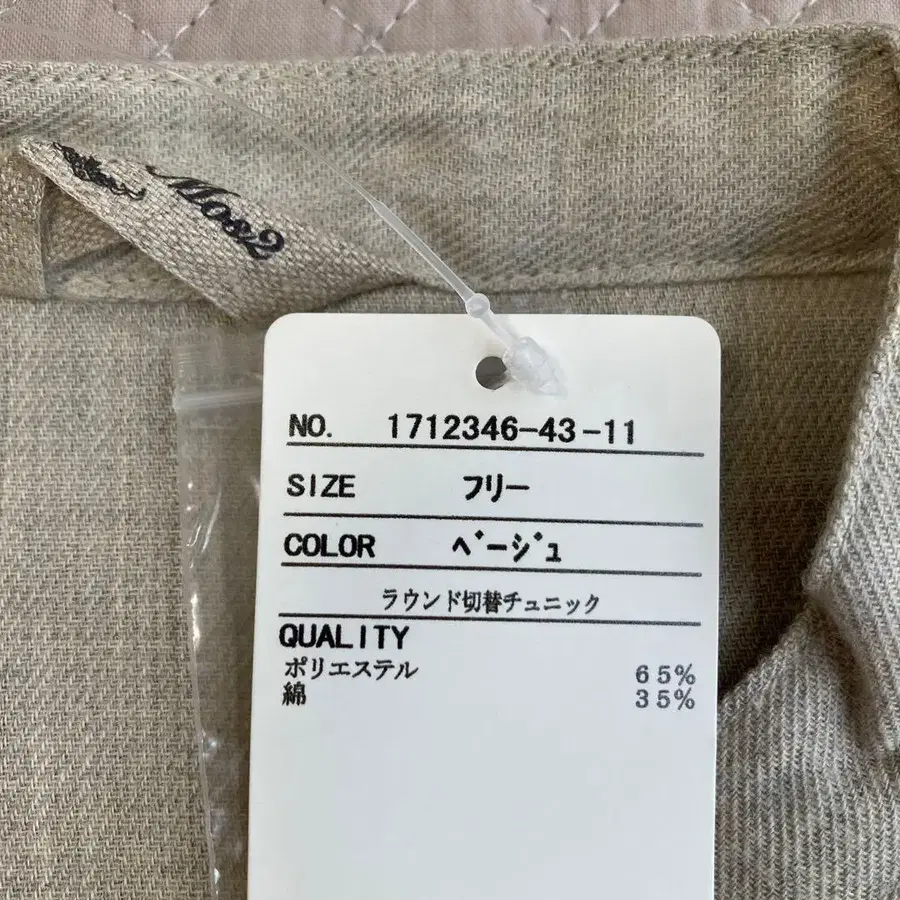 Mos2
NO. 1712346-43-11
SIZE フリー
COLOR ベージュ
ラウンド切替チュニック
QUALITY
ポリエステル 65%
綿 35%